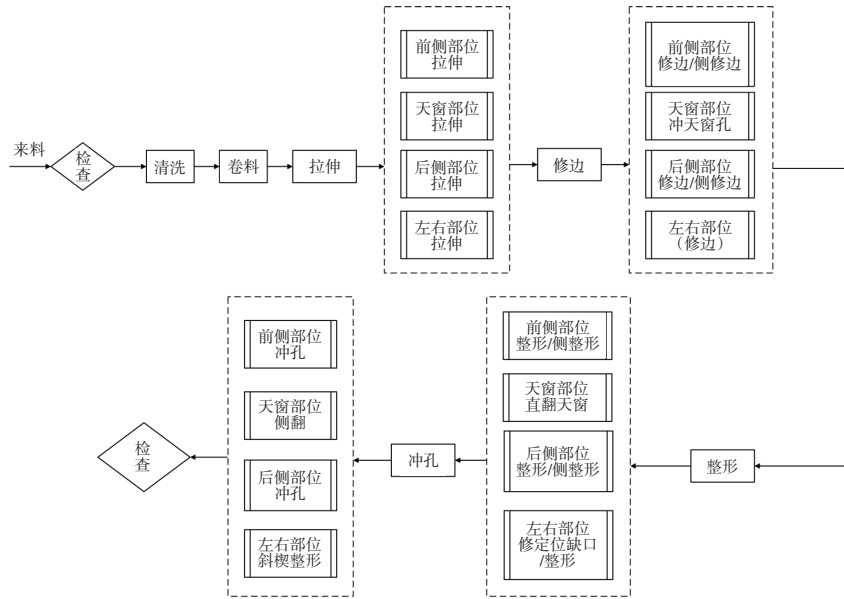 来料
检
查
清洗
卷料
拉伸
前侧部位
拉伸
天窗部位
拉伸
后侧部位
拉伸
左右部位
拉伸
修边
前侧部位
修边/侧修边
天窗部位
冲天窗孔
后侧部位
修边/侧修边
左右部位
（修边）
整形
前侧部位
整形/侧整形
天窗部位
直翻天窗
后侧部位
整形/侧整形
左右部位
修定位缺口
/整形
冲孔
前侧部位
冲孔
天窗部位
侧翻
后侧部位
冲孔
左右部位
斜楔整形
检
查